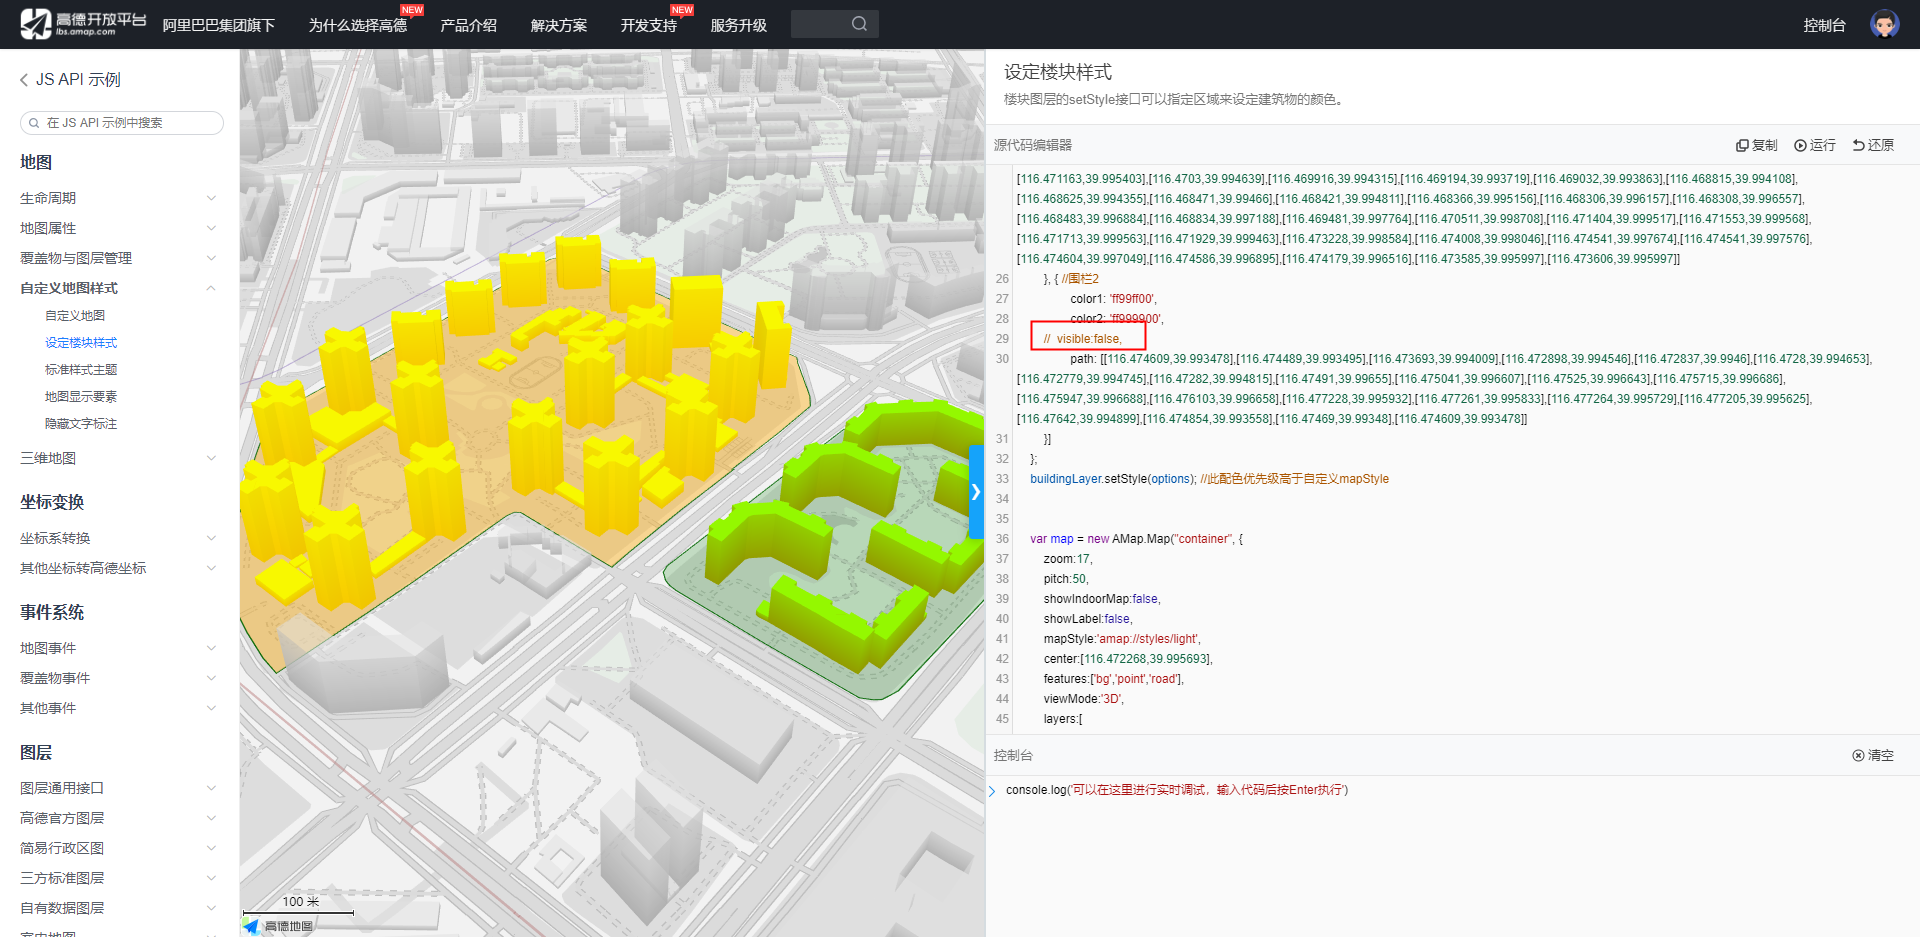 高德开放平台
lbs.amap.com
阿里巴巴集团旗下
为什么选择高德
NEW
产品介绍
解决方案
开发支持
NEW
服务升级
控制台
JS API 示例
在 JS API 示例中搜索
地图
生命周期
地图属性
覆盖物与图层管理
自定义地图样式
自定义地图
设定楼块样式
标准样式主题
地图显示要素
隐藏文字标注
三维地图
坐标变换
坐标系转换
其他坐标转高德坐标
事件系统
地图事件
覆盖物事件
其他事件
图层
图层通用接口
高德官方图层
简易行政区图
三方标准图层
自有数据图层
100 米
高德地图
设定楼块样式
楼块图层的setStyle接口可以指定区域来设定建筑物的颜色。
源代码编辑器
复制
运行
还原
[116.471163,39.995403],[116.4703,39.994639],[116.469916,39.994315],[116.469194,39.993719],[116.469032,39.993863],[116.468815,39.994108],
[116.468625,39.994355],[116.468471,39.99466],[116.468421,39.994811],[116.468366,39.995156],[116.468306,39.996157],[116.468308,39.996557],
[116.468483,39.996884],[116.468834,39.997188],[116.469481,39.997764],[116.470511,39.998708],[116.471404,39.999517],[116.471553,39.999568],
[116.471713,39.999563],[116.471929,39.999463],[116.473228,39.998584],[116.474008,39.998046],[116.474541,39.997674],[116.474541,39.997576],
[116.474604,39.997049],[116.474586,39.996895],[116.474179,39.996516],[116.473585,39.995997],[116.473606,39.995997]]
26 }, { //围栏2
27 color1: 'ff99ff00',
28 color2: 'ff999900',
29 // visible:false,
30 path: [[116.474609,39.993478],[116.474489,39.993495],[116.473693,39.994009],[116.472898,39.994546],[116.472837,39.9946],[116.4728,39.994653],
[116.472779,39.994745],[116.47282,39.994815],[116.47491,39.99655],[116.475041,39.996607],[116.47525,39.996643],[116.475715,39.996686],
[116.475947,39.996688],[116.476103,39.996658],[116.477228,39.995932],[116.477261,39.995833],[116.477264,39.995729],[116.477205,39.995625],
[116.47642,39.994899],[116.474854,39.993558],[116.47469,39.99348],[116.474609,39.993478]]
31 }]
32 };
33 buildingLayer.setStyle(options); //此配色优先级高于自定义mapStyle
34
35
36 var map = new AMap.Map("container", {
37 zoom:17,
38 pitch:50,
39 showIndoorMap:false,
40 showLabel:false,
41 mapStyle:'amap://styles/light',
42 center:[116.472268,39.995693],
43 features:['bg','point','road'],
44 viewMode:'3D',
45 layers:[
控制台
清空
console.log('可以在这里进行实时调试，输入代码后按Enter执行')